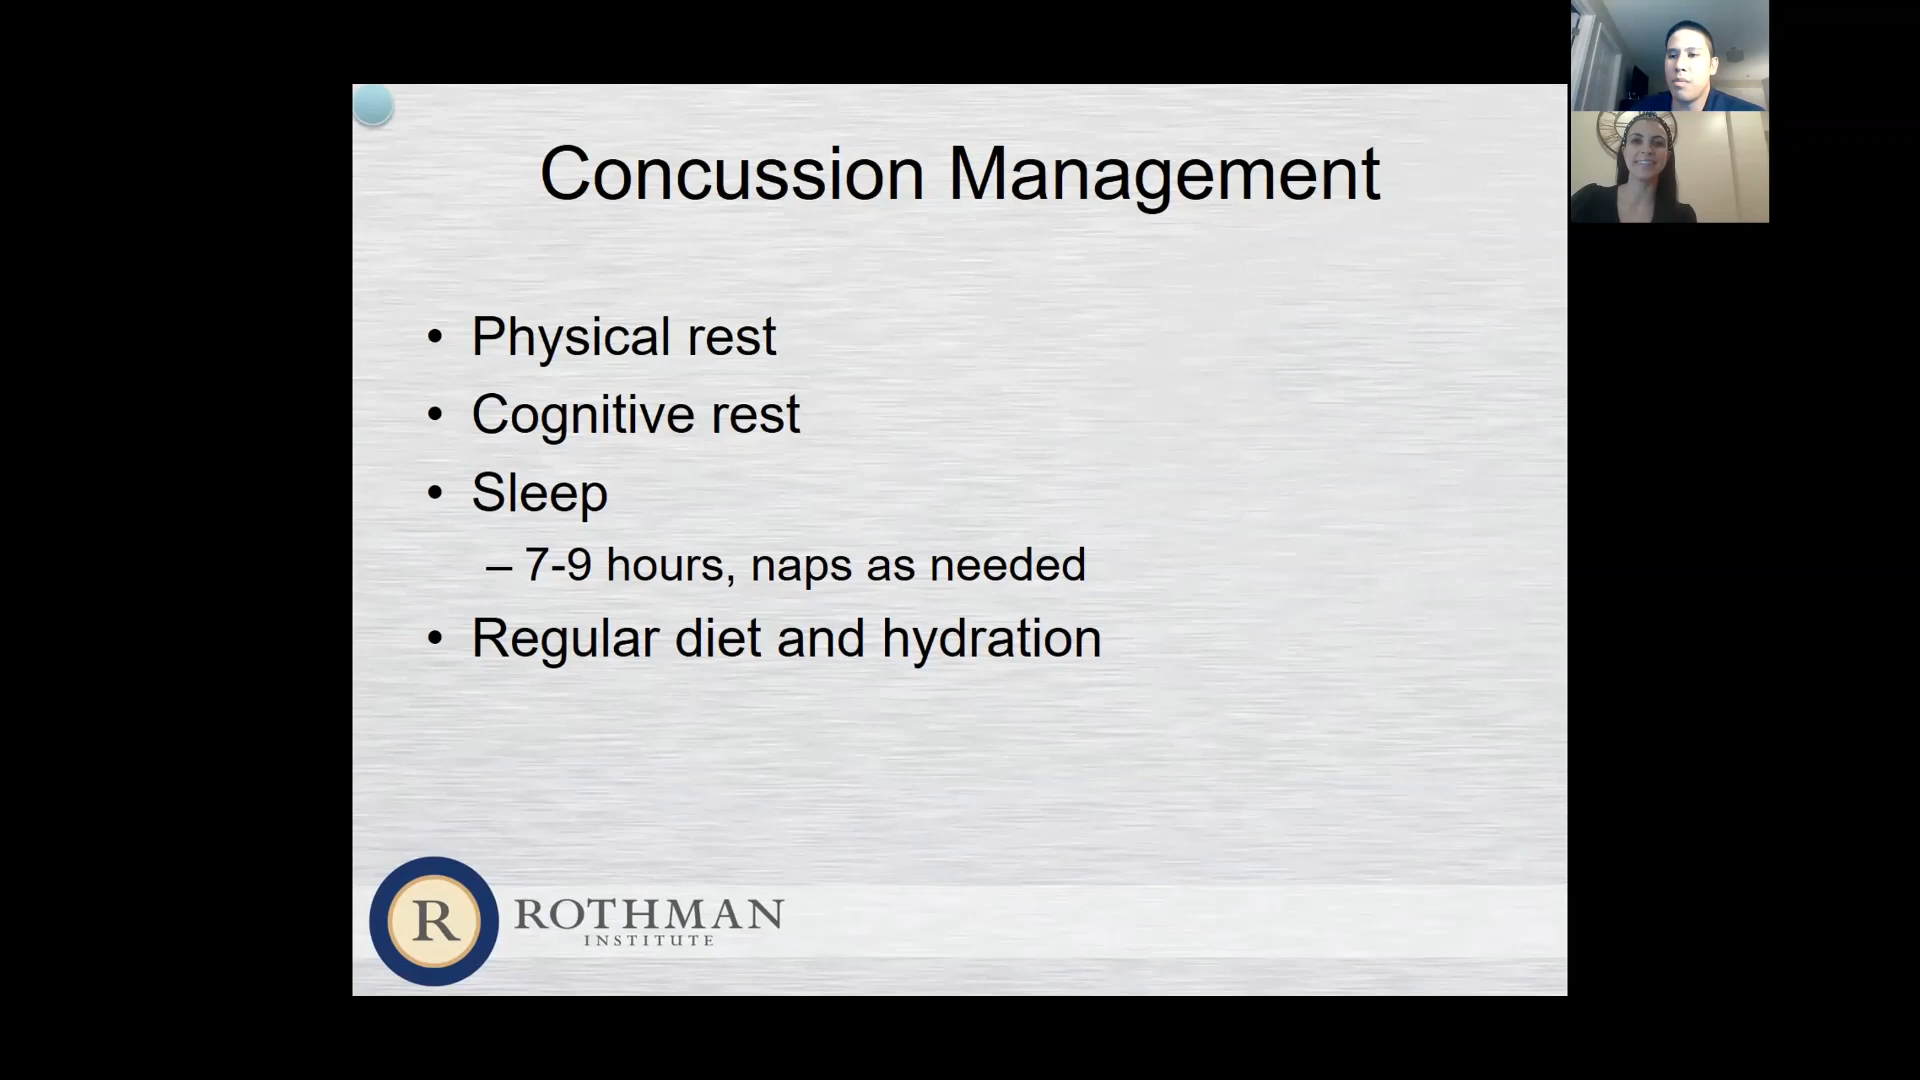 Concussion Management
• Physical rest
• Cognitive rest
• Sleep
– 7-9 hours, naps as needed
• Regular diet and hydration
R
ROTHMAN
INSTITUTE